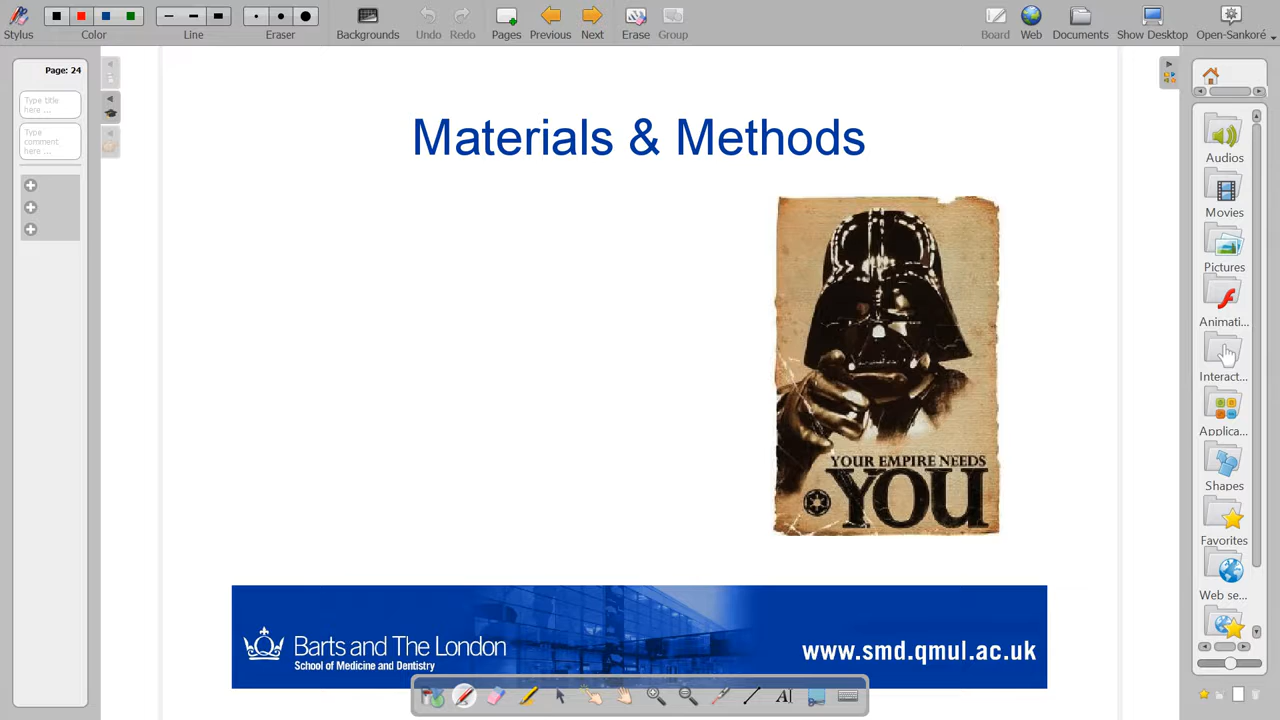 Stylus
Color
Line
Eraser
Backgrounds
Undo
Redo
Pages
Previous
Next
Erase
Group
Board
Web
Documents
Show Desktop
Open-Sankoré
Page: 24
Type title
here ...
Type
comment
here ...
Materials & Methods
YOUR EMPIRE NEEDS
YOU
Barts and The London
School of Medicine and Dentistry
www.smd.qmul.ac.uk
Audios
Movies
Pictures
Animati...
Interact...
Applica...
Shapes
Favorites
Web se...
A